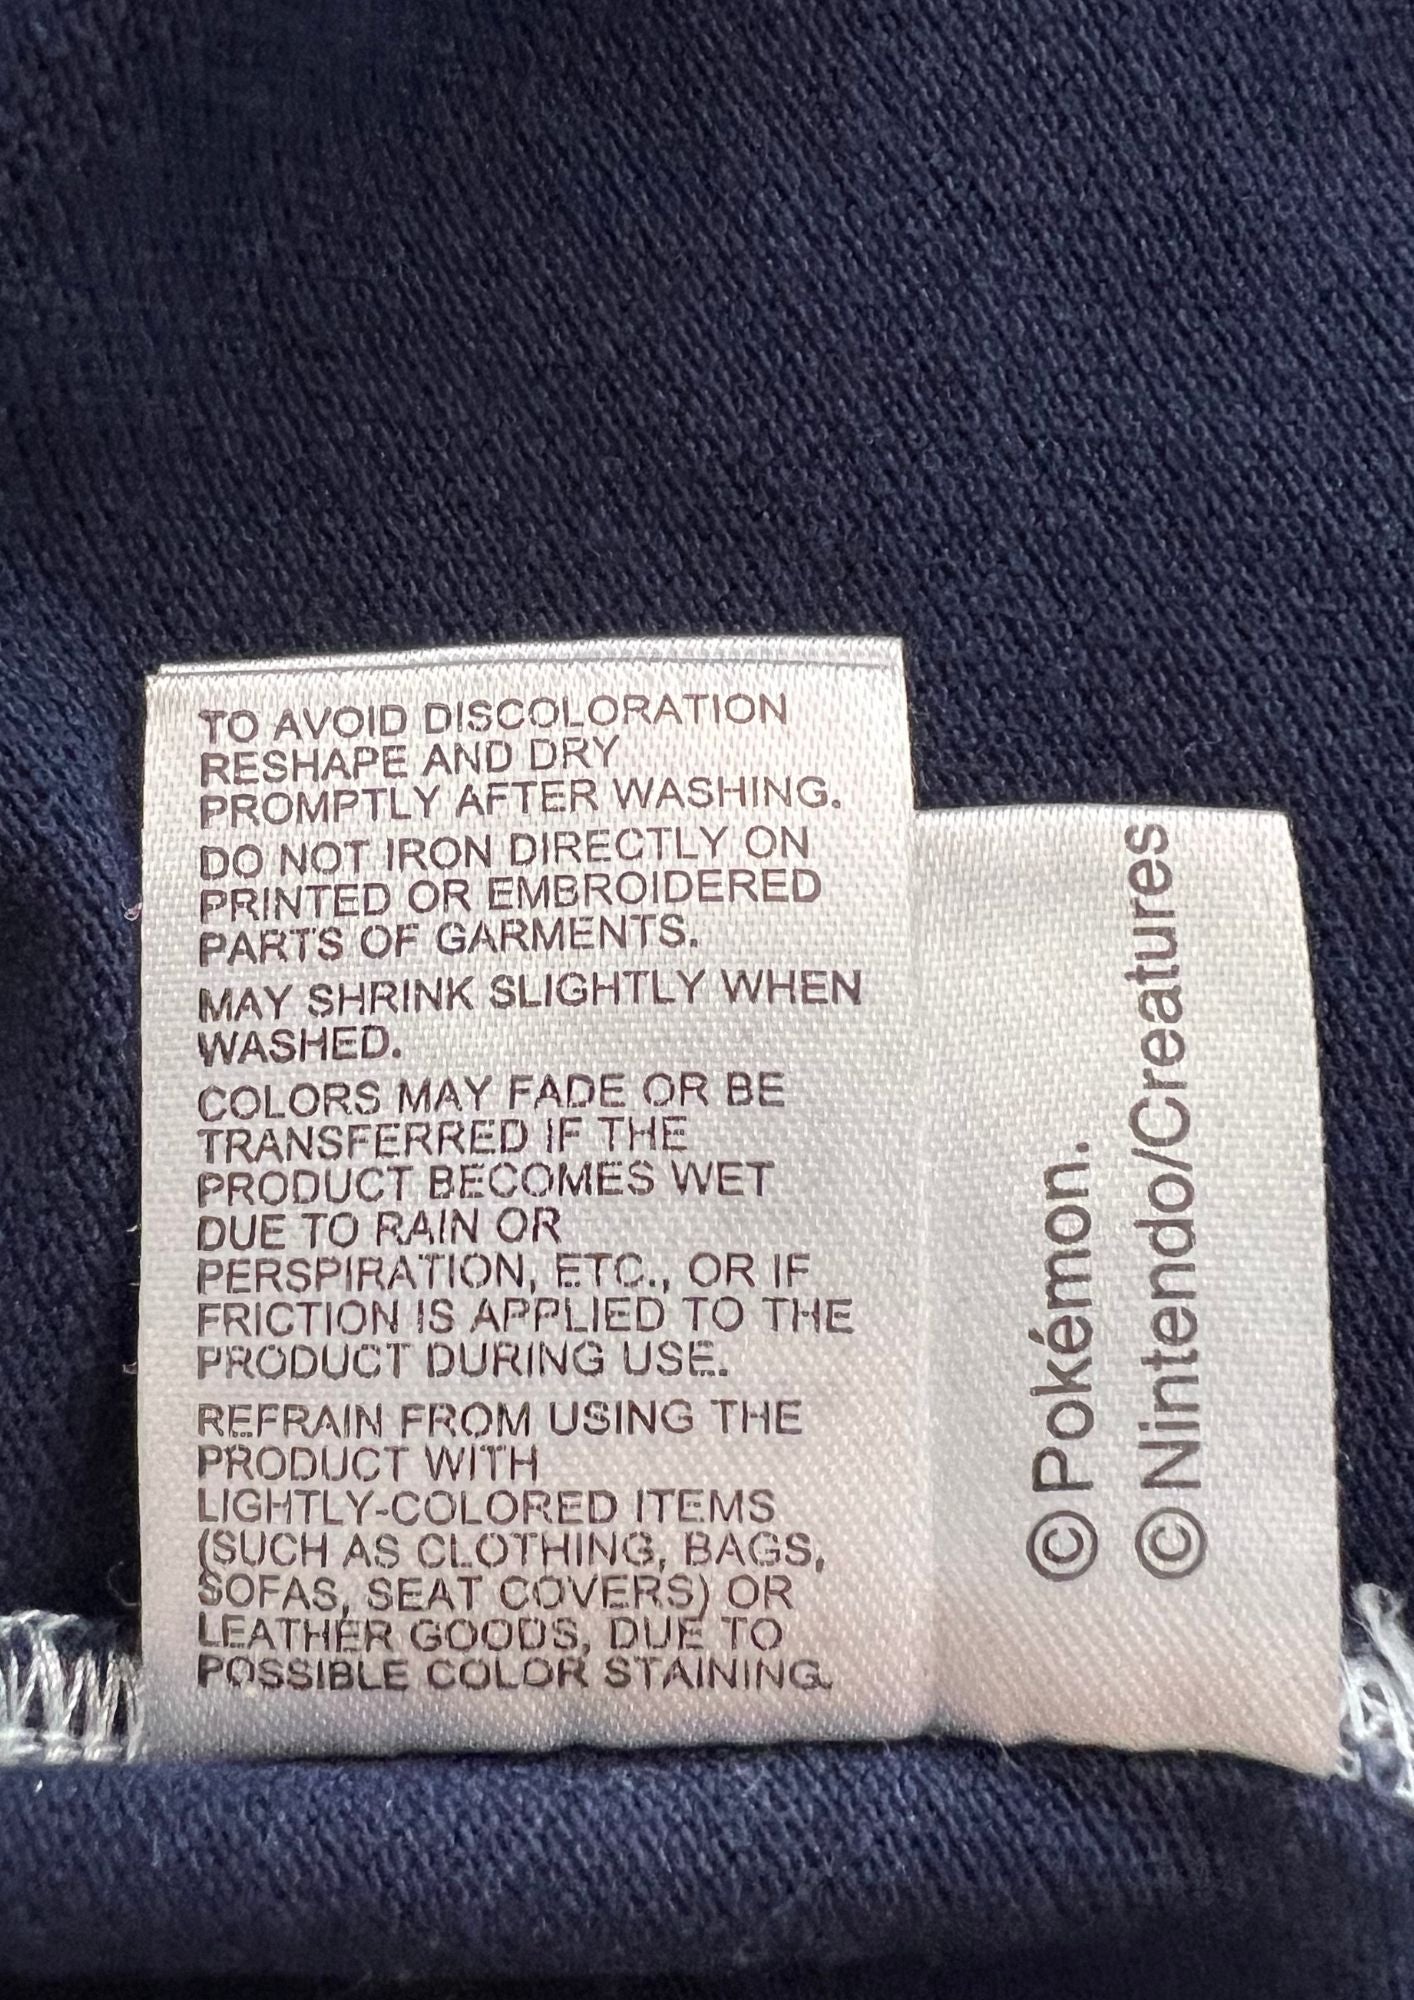 TO AVOID DISCOLORATION
RESHAPE AND DRY
PROMPTLY AFTER WASHING.
DO NOT IRON DIRECTLY ON
PRINTED OR EMBROIDERED
PARTS OF GARMENTS.
MAY SHRINK SLIGHTLY WHEN
WASHED.
COLORS MAY FADE OR BE
TRANSFERRED IF THE
PRODUCT BECOMES WET
DUE TO RAIN OR
PERSPIRATION, ETC., OR IF
FRICTION IS APPLIED TO THE
PRODUCT DURING USE.
REFRAIN FROM USING THE
PRODUCT WITH
LIGHTLY-COLORED ITEMS
(SUCH AS CLOTHING, BAGS,
SOFAS, SEAT COVERS) OR
LEATHER GOODS, DUE TO
POSSIBLE COLOR STAINING.
©Pokémon.
©Nintendo/Creatures